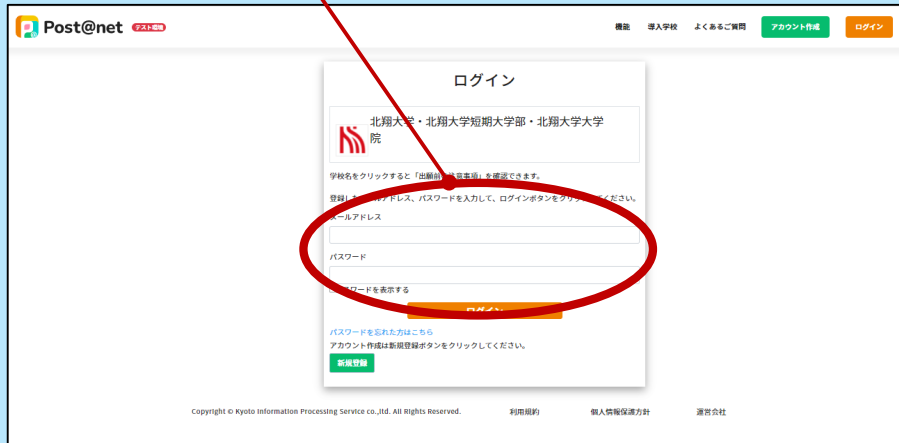 Post@net テスト環境
機能 導入学校 よくあるご質問 アカウント作成 ログイン
ログイン
北翔大学・北翔大学短期大学部・北翔大学大学
院
学校名をクリックすると「出願前の注意事項」を確認できます。
登録したメールアドレス、パスワードを入力して、ログインボタンをクリックしてください。
メールアドレス
パスワード
パスワードを表示する
ログイン
パスワードを忘れた方はこちら
アカウント作成は新規登録ボタンをクリックしてください。
新規登録
Copyright © Kyoto Information Processing Service co.,ltd. All Rights Reserved. 利用規約 個人情報保護方針 運営会社